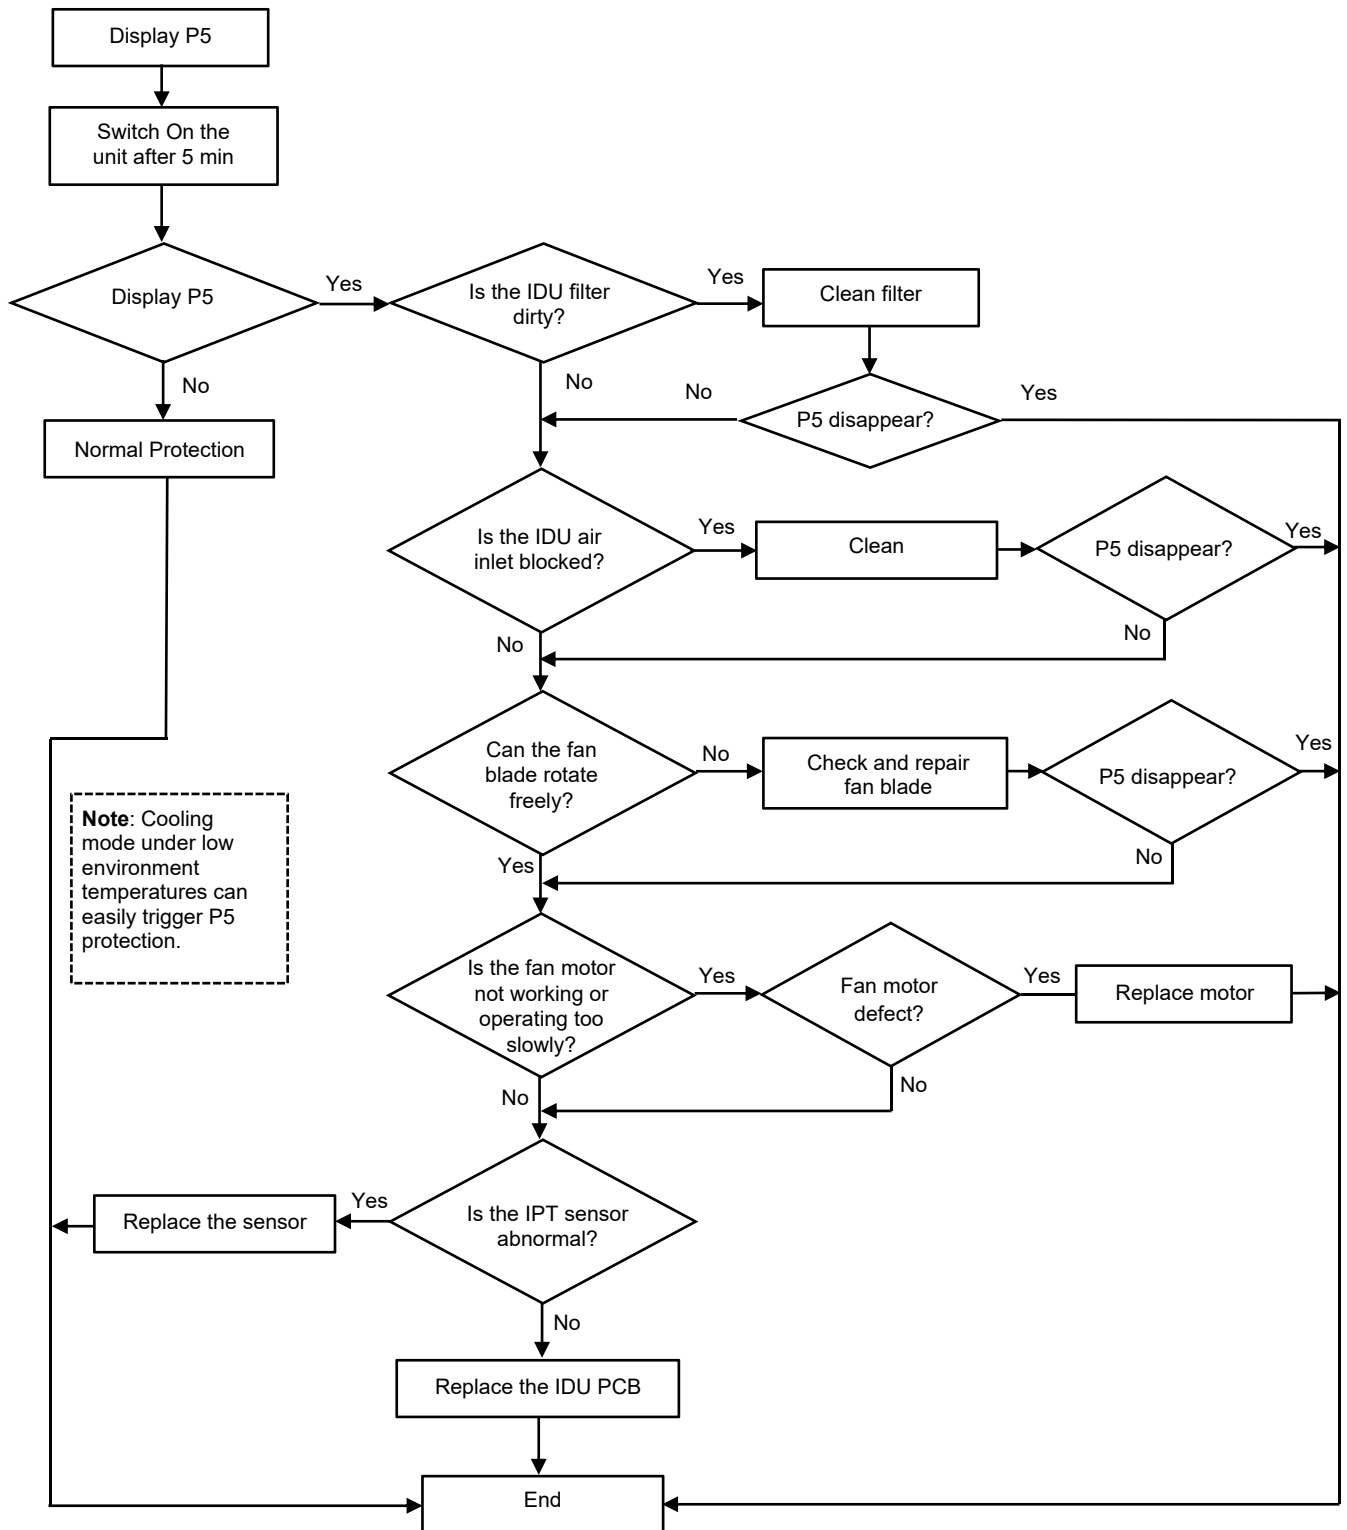 Display P5
Switch On the
unit after 5 min
Display P5
Yes
Is the IDU filter
dirty?
Yes
Clean filter
No
No
No
P5 disappear?
Yes
Normal Protection
Is the IDU air
inlet blocked?
Yes
Clean
P5 disappear?
Yes
No
No
Can the fan
blade rotate
freely?
No
Check and repair
fan blade
P5 disappear?
Yes
Note: Cooling
mode under low
environment
temperatures can
easily trigger P5
protection.
Yes
No
Is the fan motor
not working or
operating too
slowly?
Yes
Fan motor
defect?
Yes
Replace motor
No
No
Replace the sensor
Yes
Is the IPT sensor
abnormal?
No
Replace the IDU PCB
End